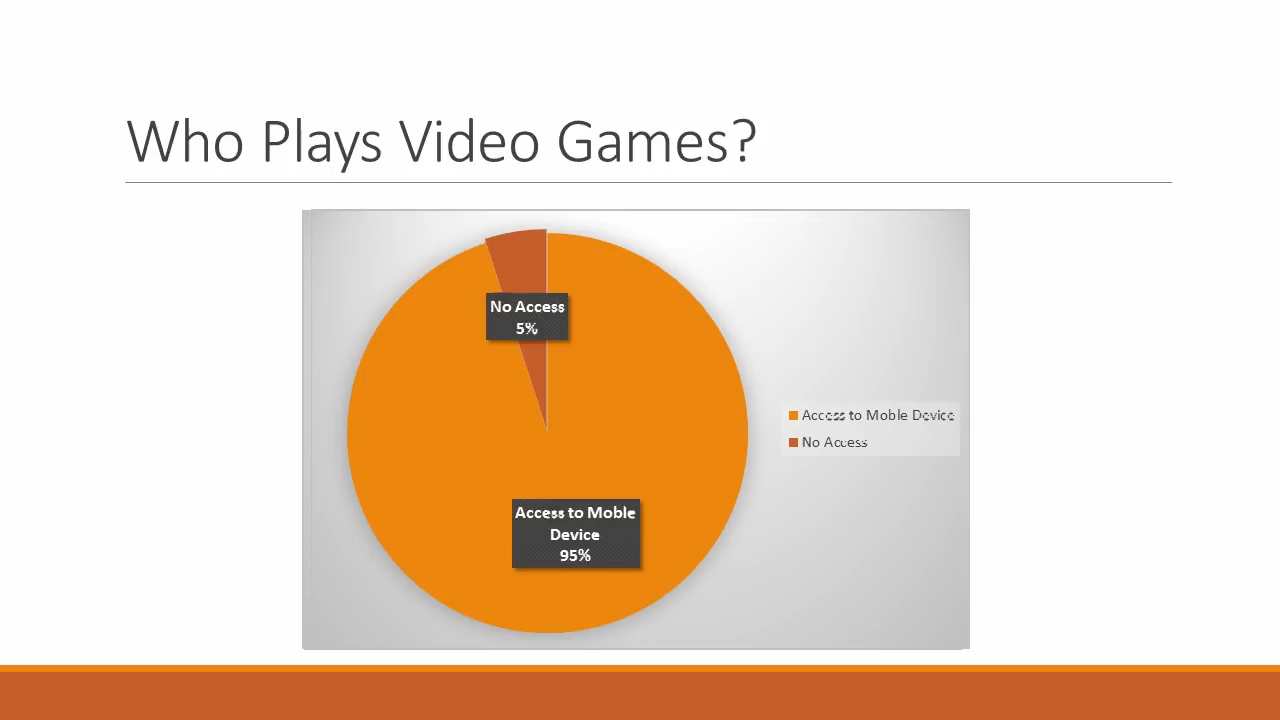 Who Plays Video Games?
No Access
5%
Access to Moble Device
No Access
Access to Moble
Device
95%